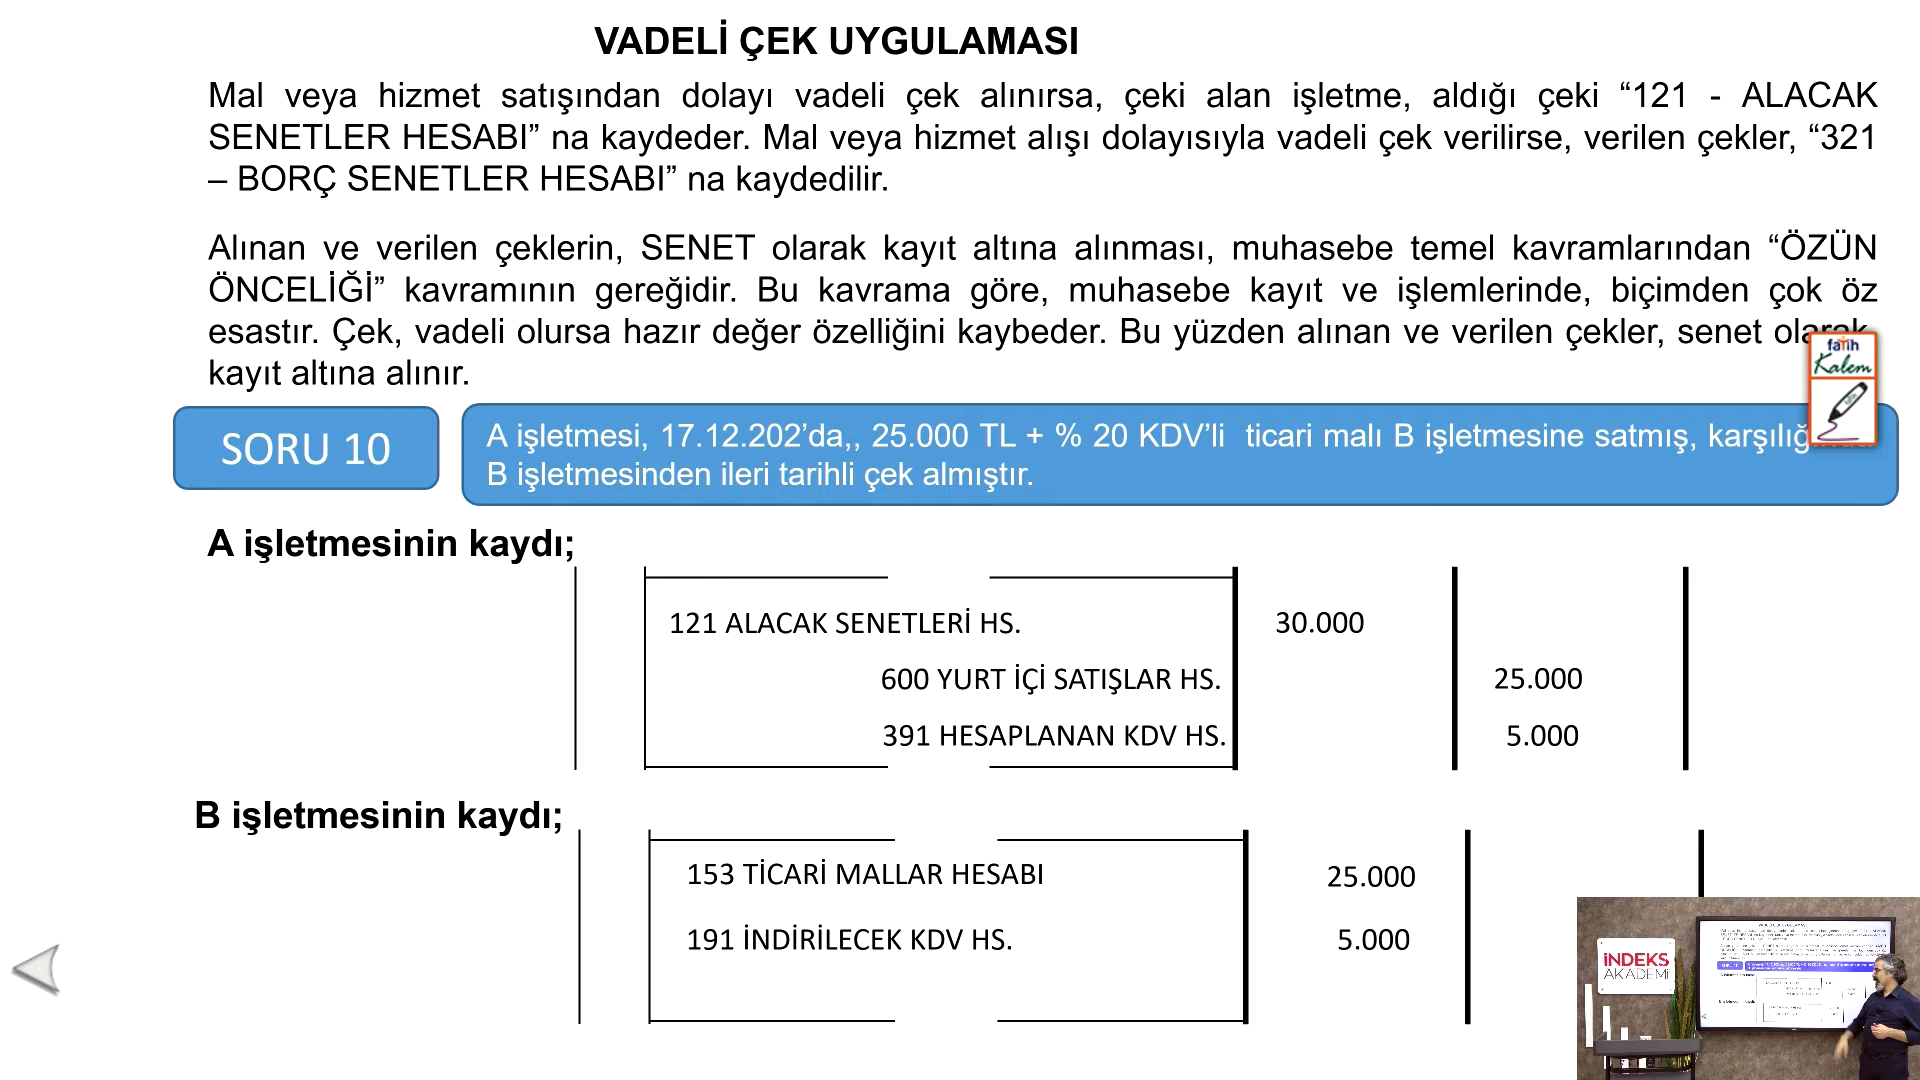 VADELİ ÇEK UYGULAMASI
Mal veya hizmet satışından dolayı vadeli çek alınırsa, çeki alan işletme, aldığı çeki “121 - ALACAK
SENETLER HESABI” na kaydeder. Mal veya hizmet alışı dolayısıyla vadeli çek verilirse, verilen çekler, “321
– BORÇ SENETLER HESABI” na kaydedilir.
Alınan ve verilen çeklerin, SENET olarak kayıt altına alınması, muhasebe temel kavramlarından “ÖZÜN
ÖNCELİĞİ” kavramının gereğidir. Bu kavrama göre, muhasebe kayıt ve işlemlerinde, biçimden çok öz
esastır. Çek, vadeli olursa hazır değer özelliğini kaybeder. Bu yüzden alınan ve verilen çekler, senet olarak
kayıt altına alınır.
fatih
Kalem
SORU 10
A işletmesi, 17.12.202’da,, 25.000 TL + % 20 KDV’li ticari malı B işletmesine satmış,
B işletmesinden ileri tarihli çek almıştır.
A işletmesinin kaydı;
121 ALACAK SENETLERİ HS. 30.000
600 YURT İÇİ SATIŞLAR HS. 25.000
391 HESAPLANAN KDV HS. 5.000
B işletmesinin kaydı;
153 TİCARİ MALLAR HESABI 25.000
191 İNDİRİLECEK KDV HS. 5.000
İNDEKS
AKADEMİ